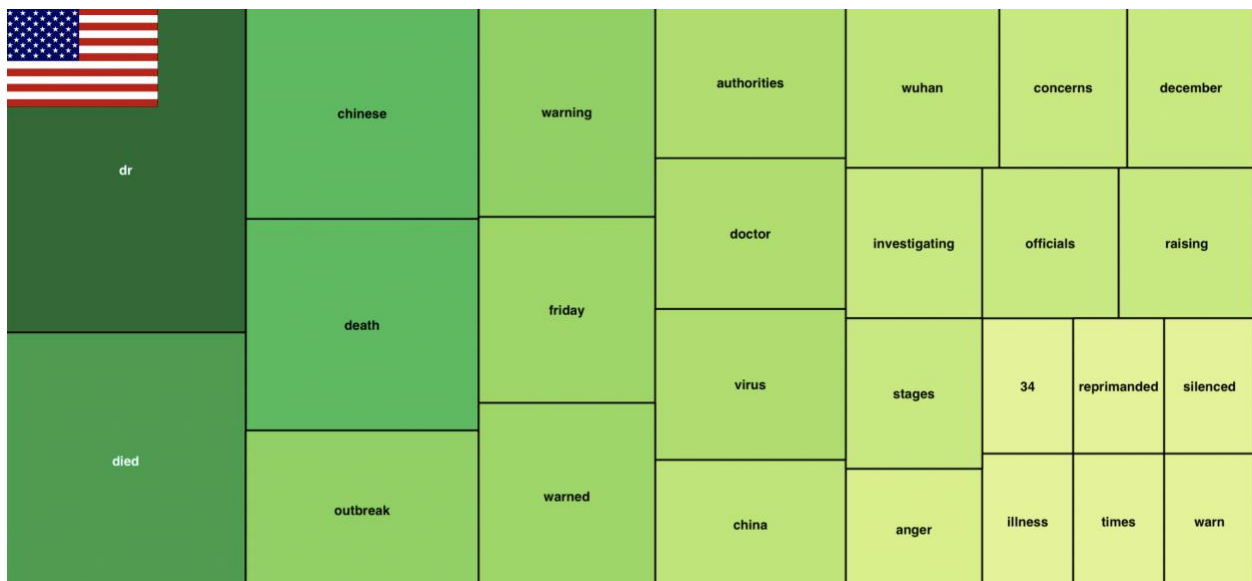 dr
died
chinese
death
outbreak
warning
friday
warned
authorities
doctor
virus
china
wuhan
concerns
december
investigating
officials
raising
stages
anger
34
reprimanded
silenced
illness
times
warn